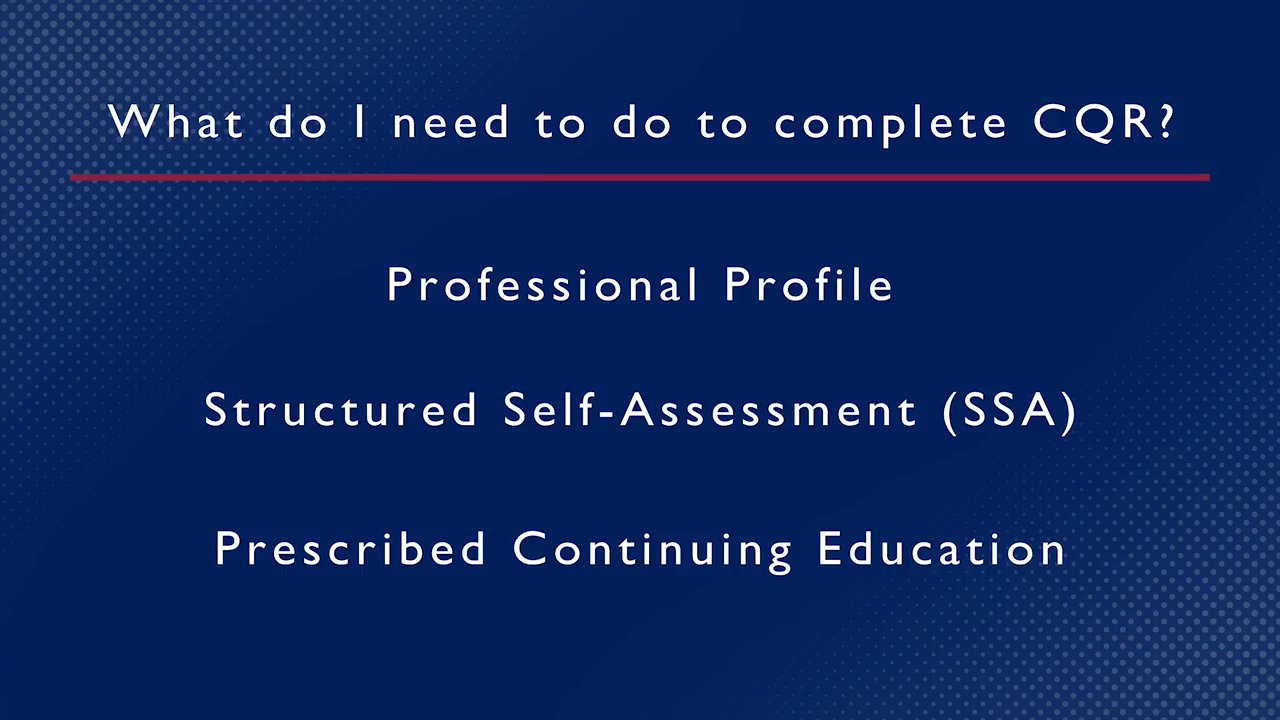 What do I need to do to complete CQR?
Professional Profile
Structured Self-Assessment (SSA)
Prescribed Continuing Education